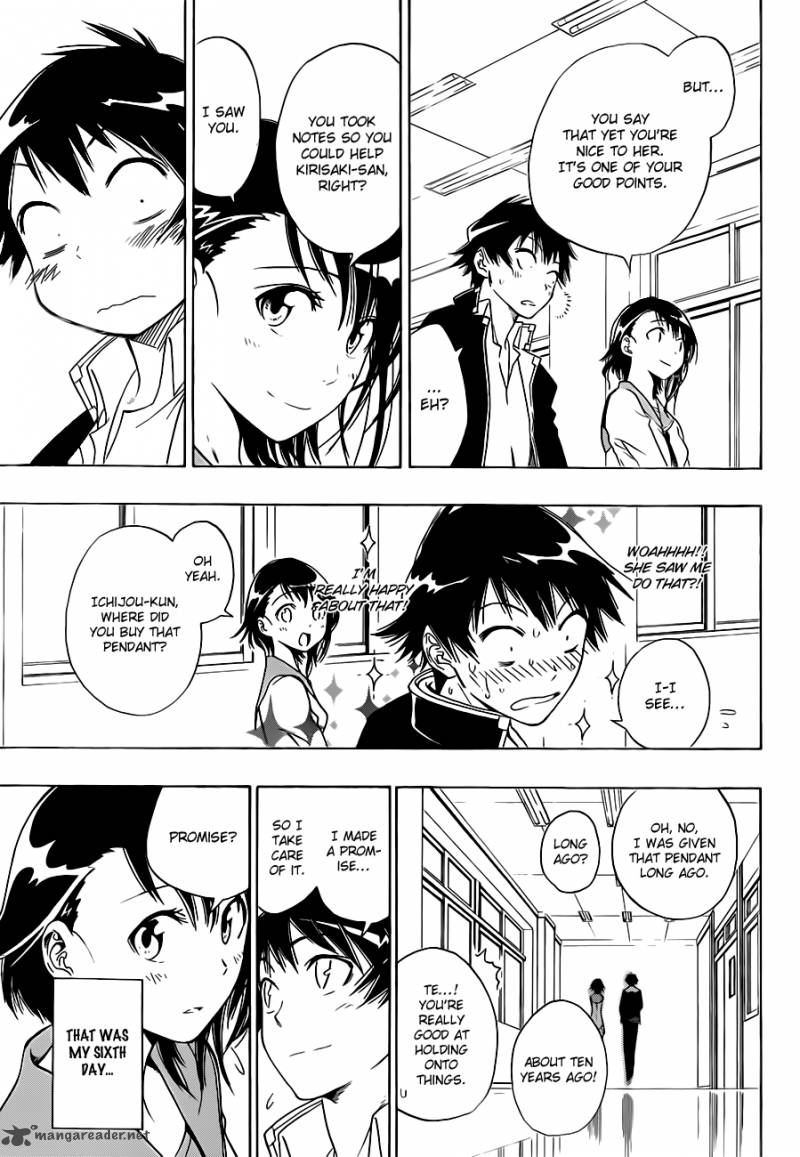 BUT...
YOU SAY
THAT YET YOU'RE
NICE TO HER.
IT'S ONE OF YOUR
GOOD POINTS.
...
EH?
YOU TOOK
NOTES SO YOU
COULD HELP
KIRISAKI-SAN,
RIGHT?
I SAW
YOU.
WOAHHHH!!
SHE SAW ME
DO THAT?!
I-I
SEE...
I'M
REALLY HAPPY
ABOUT THAT!
OH
YEAH.
ICHIJOU-KUN,
WHERE DID
YOU BUY THAT
PENDANT?
OH, NO,
I WAS GIVEN
THAT PENDANT
LONG AGO.
LONG
AGO?
ABOUT TEN
YEARS AGO!
TE...!
YOU'RE
REALLY
GOOD AT
HOLDING
ONTO
THINGS.
I MADE
A PROM-
ISE...
SO I
TAKE
CARE OF
IT.
PROMISE?
THAT WAS
MY SIXTH
DAY...
mangareader.net